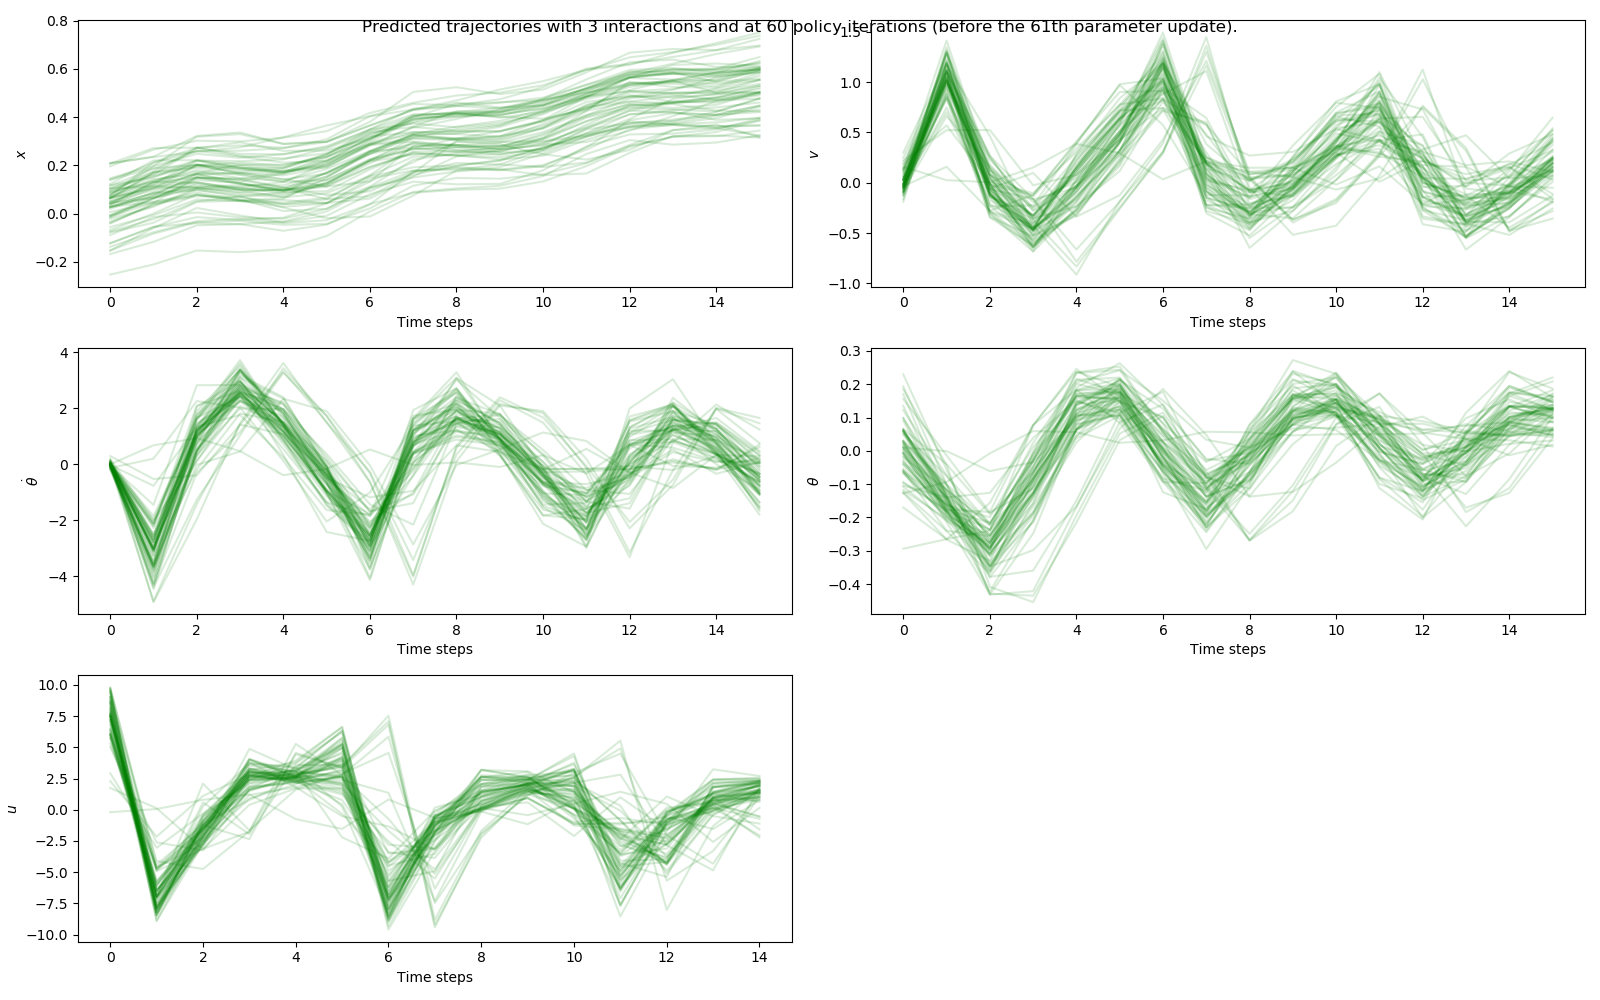 Predicted trajectories with 3 interactions and at 60 policy iterations (before the 61th parameter update).
0.8
0.6
0.4
0.2
0.0
−0.2
x
0 2 4 6 8 10 12 14
Time steps
1.5
1.0
0.5
0.0
−0.5
−1.0
v
0 2 4 6 8 10 12 14
Time steps
4
2
0
−2
−4
θ̇
0 2 4 6 8 10 12 14
Time steps
0.3
0.2
0.1
0.0
−0.1
−0.2
−0.3
−0.4
θ
0 2 4 6 8 10 12 14
Time steps
10.0
7.5
5.0
2.5
0.0
−2.5
−5.0
−7.5
−10.0
u
0 2 4 6 8 10 12 14
Time steps